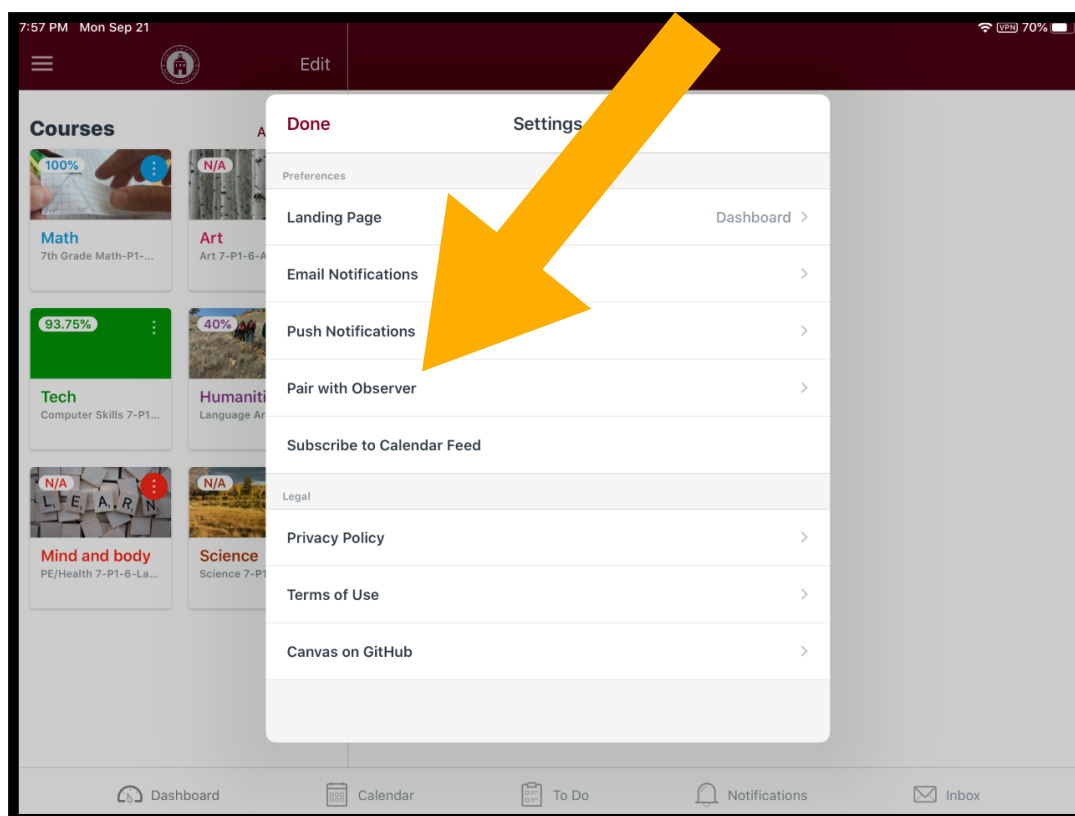 7:57 PM Mon Sep 21
VPN 70%
Edit
Courses
A
100%
N/A
Math
7th Grade Math-P1-...
Art
Art 7-P1-6-A
93.75%
40%
Tech
Computer Skills 7-P1...
Humaniti
Language Ar
N/A
N/A
L E A R N
Mind and body
PE/Health 7-P1-6-La...
Science
Science 7-P1
Done
Settings
Preferences
Landing Page
Dashboard
Email Notifications
Push Notifications
Pair with Observer
Subscribe to Calendar Feed
Legal
Privacy Policy
Terms of Use
Canvas on GitHub
Dashboard
Calendar
To Do
Notifications
Inbox